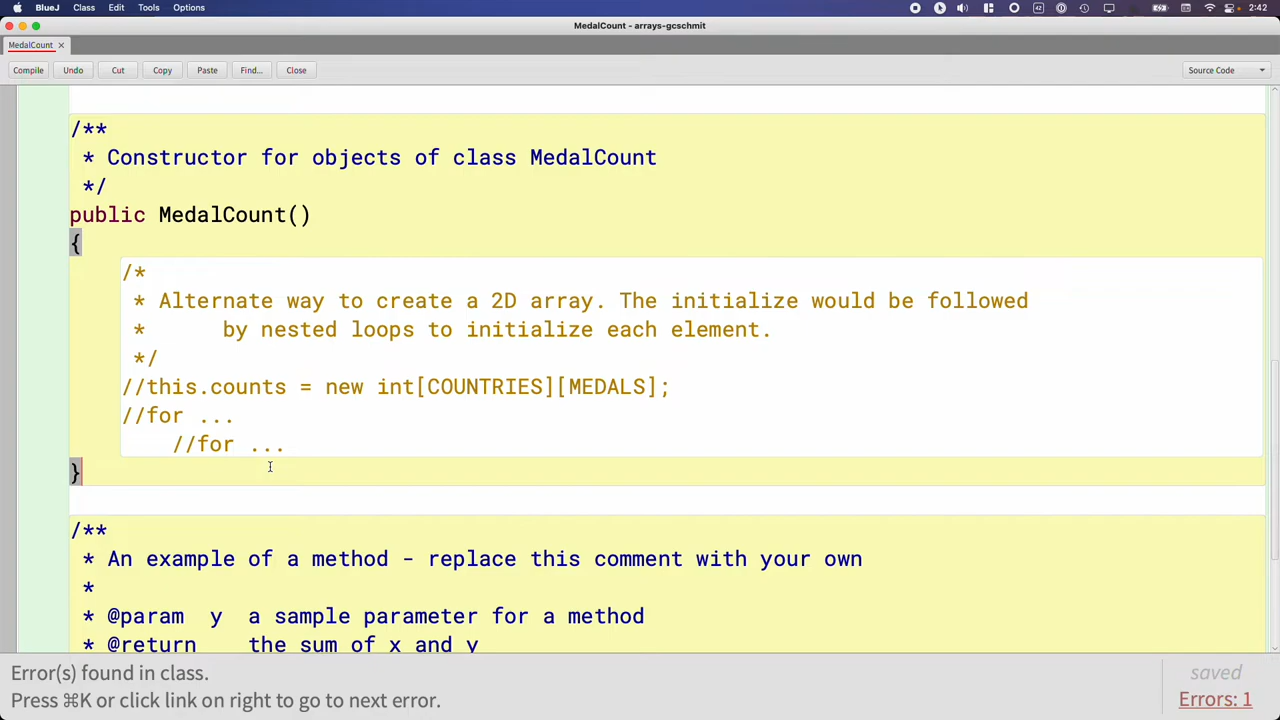 BlueJ Class Edit Tools Options 2:42
MedalCount - arrays-gcschmit
MedalCount ×
Compile Undo Cut Copy Paste Find... Close Source Code
/**
* Constructor for objects of class MedalCount
*/
public MedalCount()
{
/*
* Alternate way to create a 2D array. The initialize would be followed
* by nested loops to initialize each element.
*/
//this.counts = new int[COUNTRIES][MEDALS];
//for ...
//for ...
}
/**
* An example of a method - replace this comment with your own
*
* @param y a sample parameter for a method
* @return the sum of x and y
Error(s) found in class.
Press ⌘K or click link on right to go to next error.
saved
Errors: 1